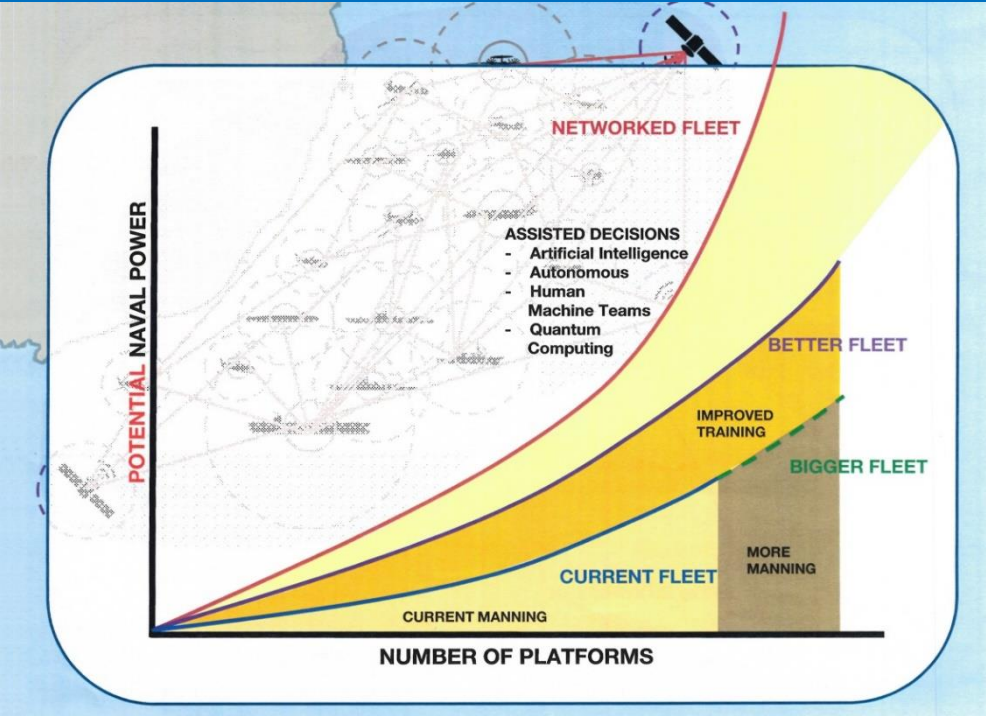 NETWORKED FLEET
ASSISTED DECISIONS
- Artificial Intelligence
- Autonomous
- Human
Machine Teams
- Quantum
Computing
POTENTIAL NAVAL POWER
BETTER FLEET
IMPROVED
TRAINING
BIGGER FLEET
MORE
MANNING
CURRENT FLEET
CURRENT MANNING
NUMBER OF PLATFORMS